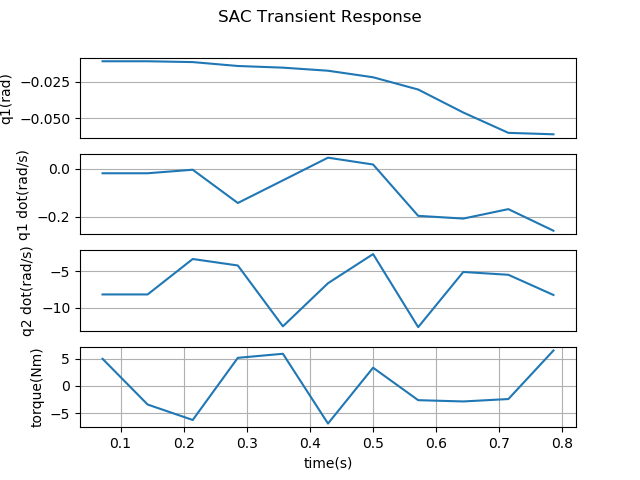 SAC Transient Response
q1(rad)
−0.025
−0.050
q1 dot(rad/s)
0.0
−0.2
q2 dot(rad/s)
−5
−10
torque(Nm)
5
0
−5
0.1 0.2 0.3 0.4 0.5 0.6 0.7 0.8
time(s)